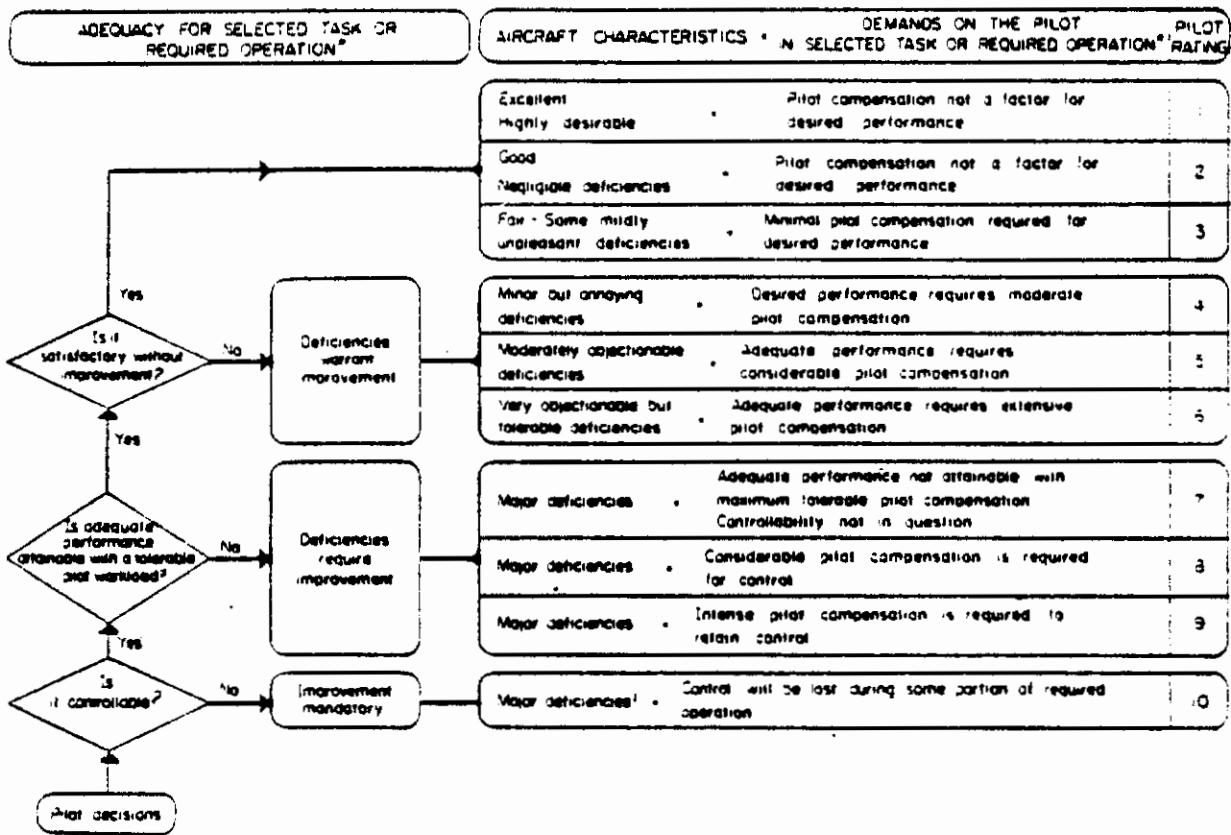 ADEQUACY FOR SELECTED TASK OR
REQUIRED OPERATION*
AIRCRAFT CHARACTERISTICS *
DEMANDS ON THE PILOT
IN SELECTED TASK OR REQUIRED OPERATION*
PILOT
RATING
Excellent
Highly desirable
Pilot compensation not a factor for
desired performance
1
Good
Negligible deficiencies
Pilot compensation not a factor for
desired performance
2
Fair - Some mildly
unpleasant deficiencies
Minimal pilot compensation required for
desired performance
3
Yes
Is it
satisfactory without
improvement?
No
Deficiencies
warrant
improvement
Minor but annoying
deficiencies
Desired performance requires moderate
pilot compensation
4
Moderately objectionable
deficiencies
Adequate performance requires
considerable pilot compensation
5
Very objectionable but
tolerable deficiencies
Adequate performance requires extensive
pilot compensation
6
Yes
Is adequate
performance
attainable with a tolerable
pilot workload?
No
Deficiencies
require
improvement
Major deficiencies
Adequate performance not attainable with
maximum tolerable pilot compensation
Controllability not in question
7
Major deficiencies
Considerable pilot compensation is required
for control
8
Major deficiencies
Intense pilot compensation is required to
retain control
9
Yes
Is
it controllable?
No
Improvement
mandatory
Major deficiencies
Control will be lost during some portion of required
operation
10
Pilot decisions